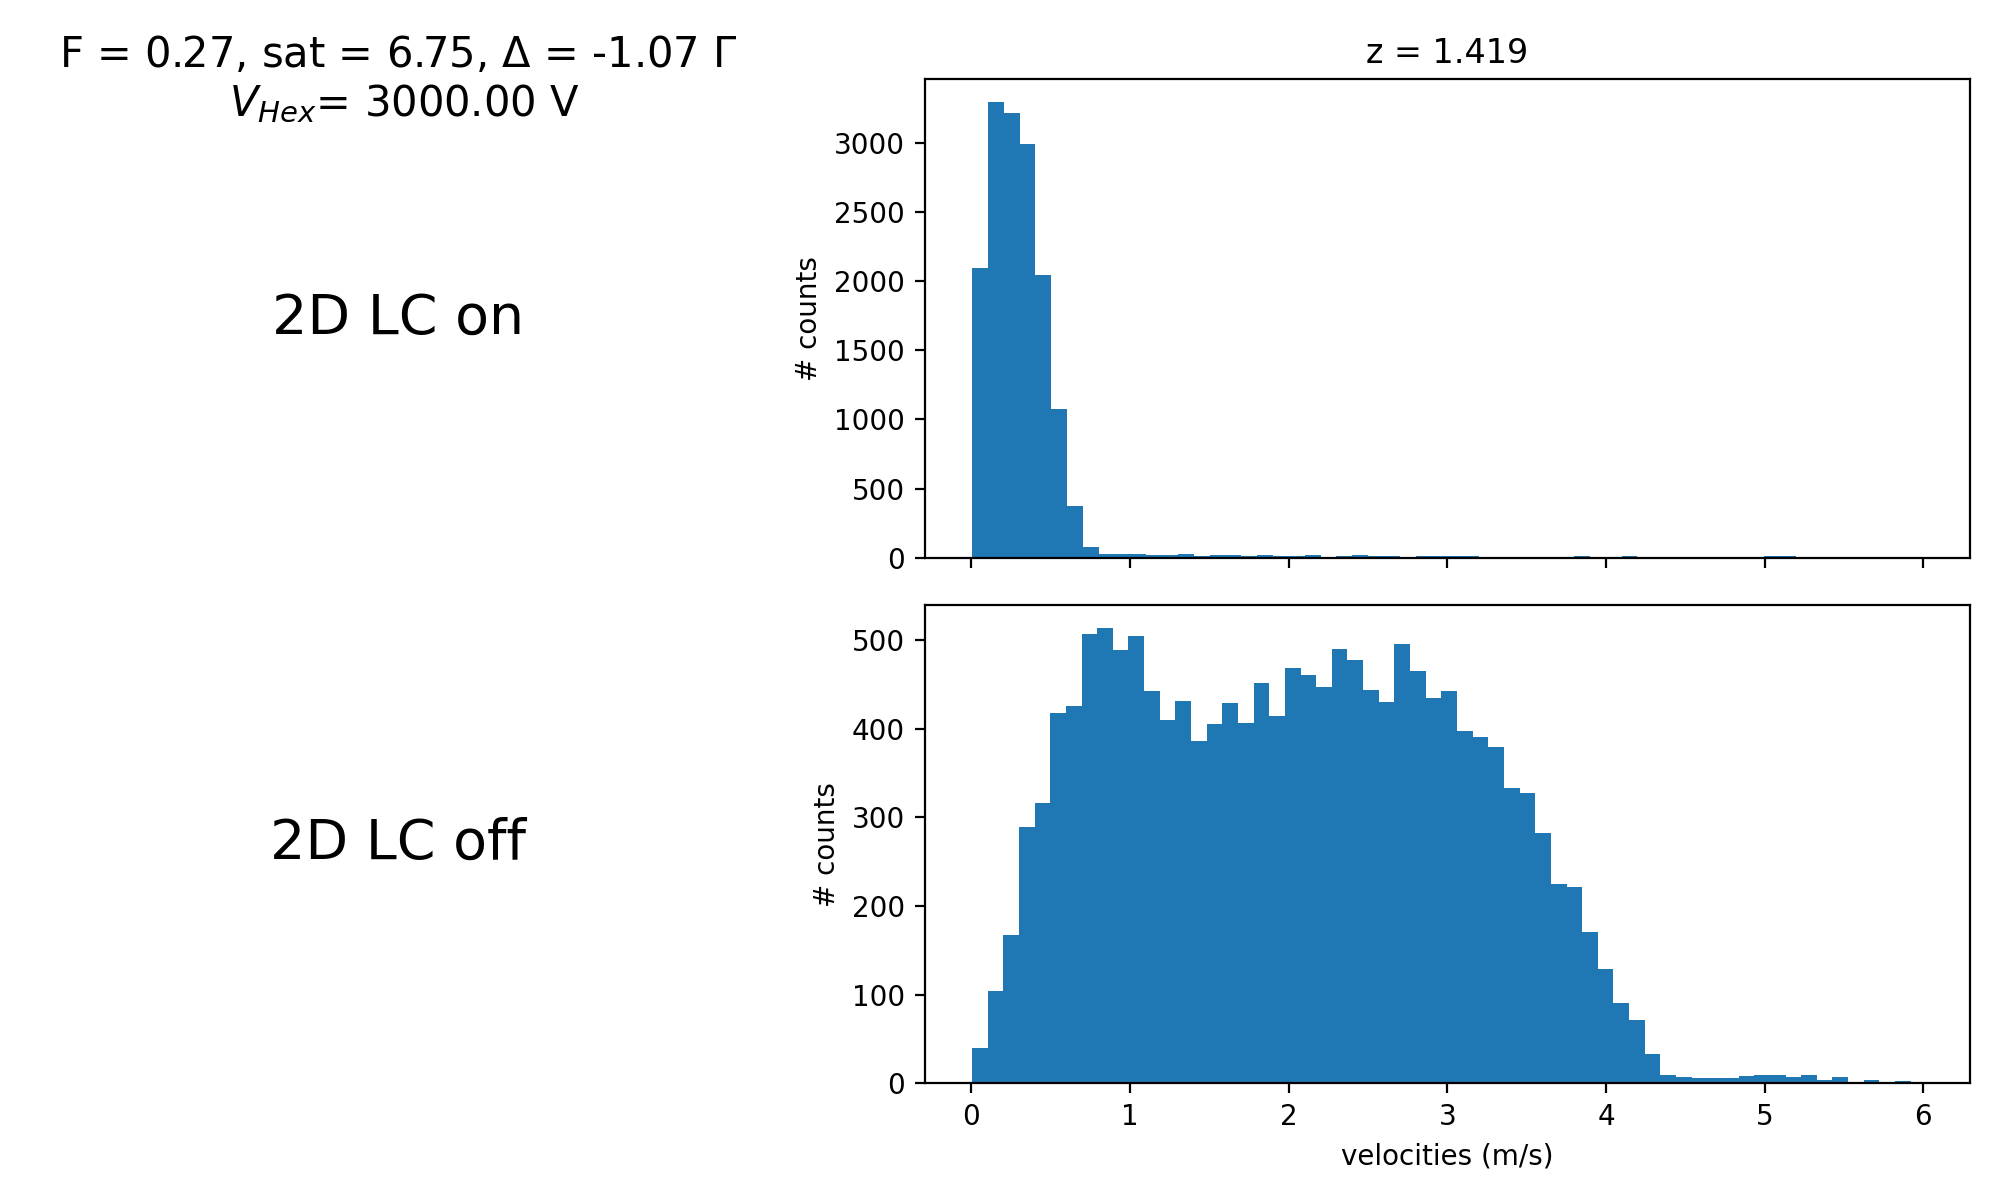 F = 0.27, sat = 6.75, Δ = -1.07 Γ
V_{Hex}= 3000.00 V
2D LC on
2D LC off
z = 1.419
# counts
3000
2500
2000
1500
1000
500
0
# counts
500
400
300
200
100
0
0 1 2 3 4 5 6
velocities (m/s)